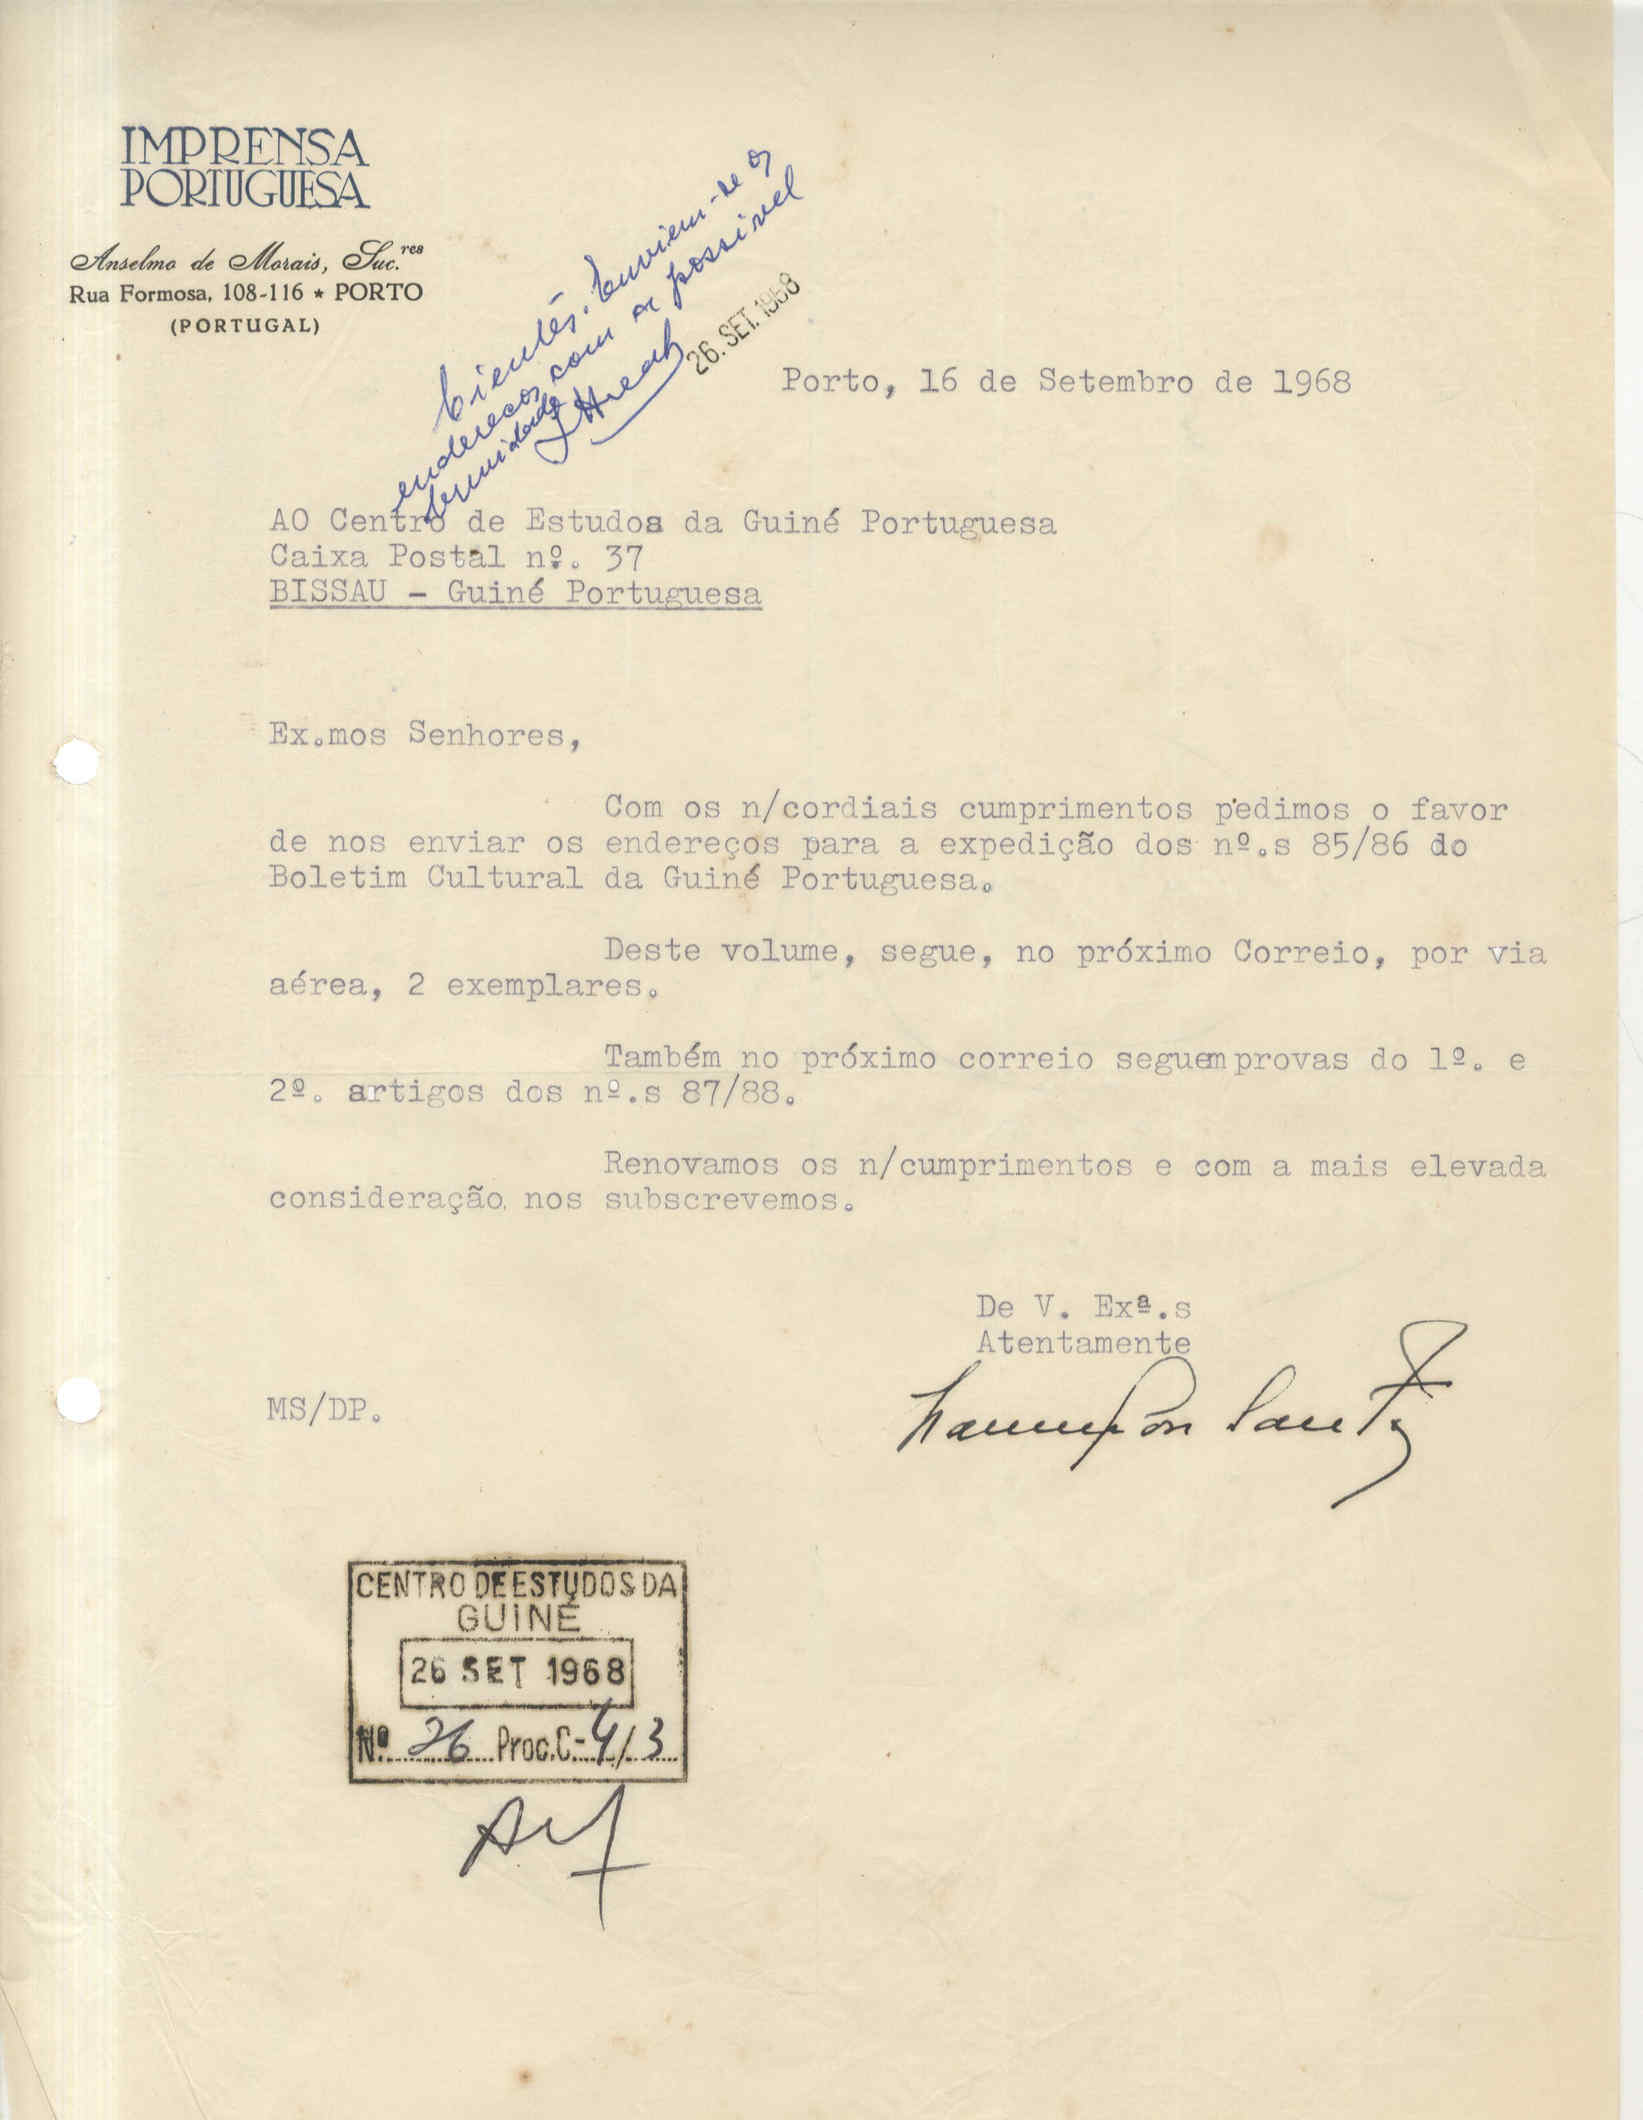 IMPRENSA
PORTUGUESA
Anselmo de Morais, Suc.res
Rua Formosa, 108-116 * PORTO
(PORTUGAL)
Cientes. Enviem-se os
endereços com a possivel
26. SET. 1968
Porto, 16 de Setembro de 1968
AO Centro de Estudos da Guiné Portuguesa
Caixa Postal nº. 37
BISSAU - Guiné Portuguesa
Ex.mos Senhores,
Com os n/cordiais cumprimentos pedimos o favor
de nos enviar os endereços para a expedição dos nº.s 85/86 do
Boletim Cultural da Guiné Portuguesa.
Deste volume, segue, no próximo Correio, por via
aérea, 2 exemplares.
Também no próximo correio seguem provas do 1º. e
2º. artigos dos nº.s 87/88.
Renovamos os n/cumprimentos e com a mais elevada
consideração, nos subscrevemos.
De V. Exª.s
Atentamente
MS/DP.
CENTRO DE ESTUDOS DA
GUINÉ
26 SET 1968
Nº 26 Proc. C-4/3